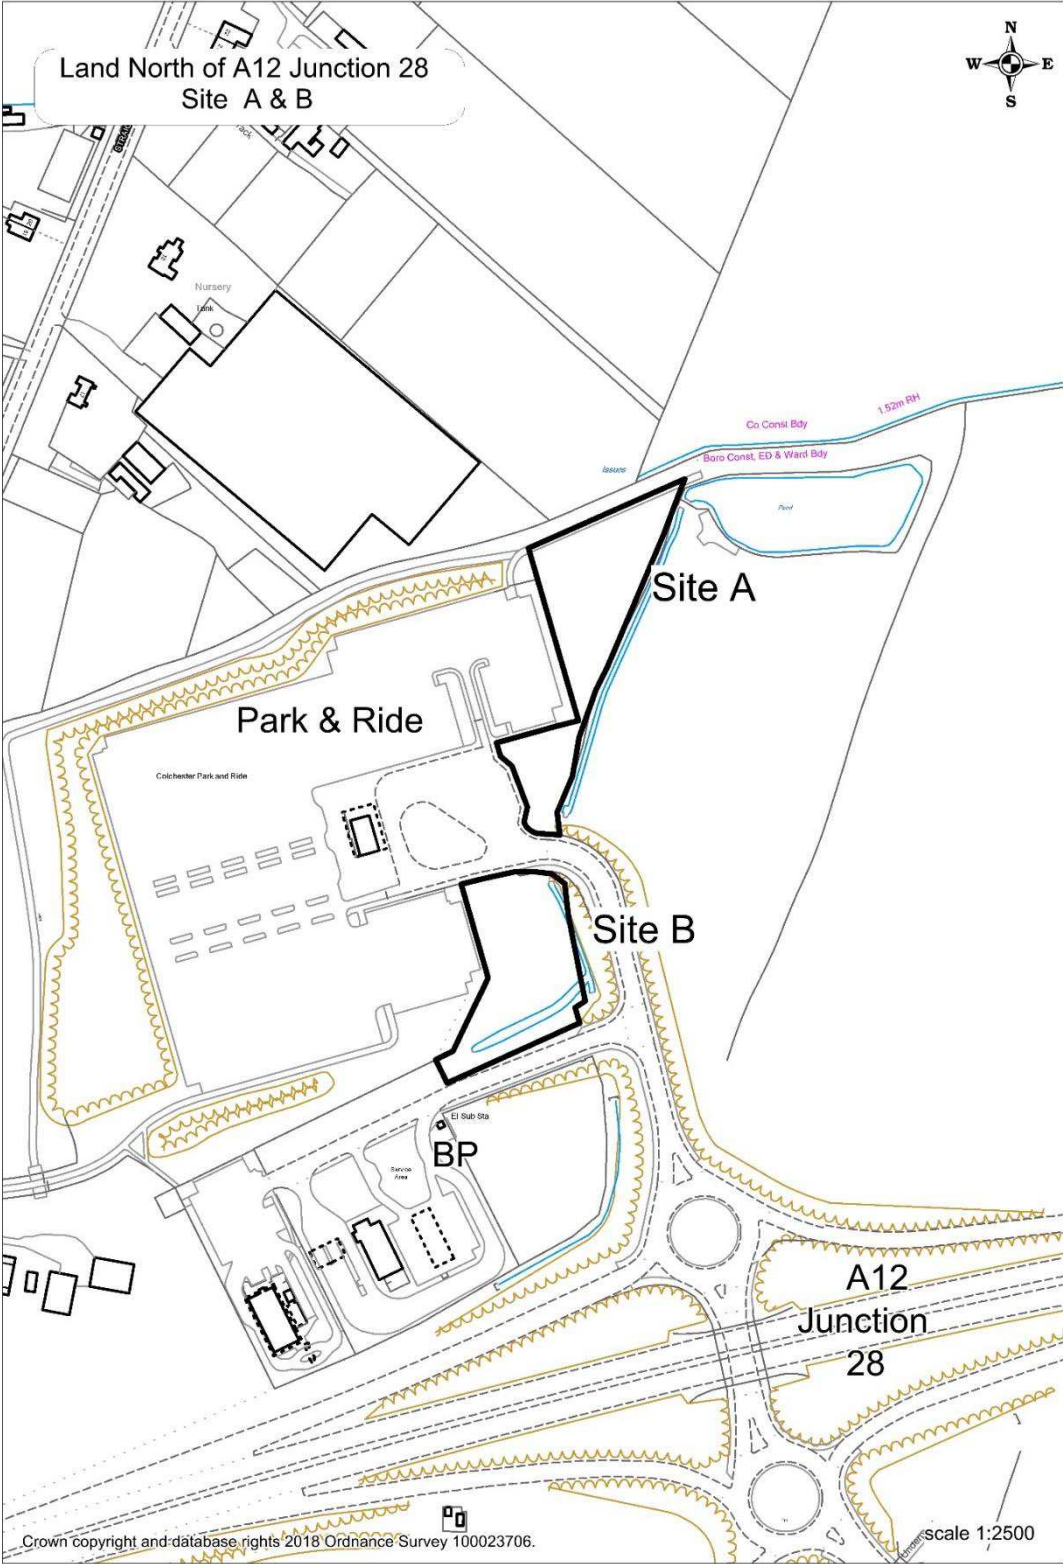 Land North of A12 Junction 28
Site A & B
N
W E
S
Nursery
Tank
Co Const Bdy
1.52m RH
Boro Const, ED & Ward Bdy
Issues
Pond
Site A
Park & Ride
Colchester Park and Ride
Site B
El Sub Sta
BP
Service
Area
A12
Junction
28
Crown copyright and database rights 2018 Ordnance Survey 100023706.
scale 1:2500